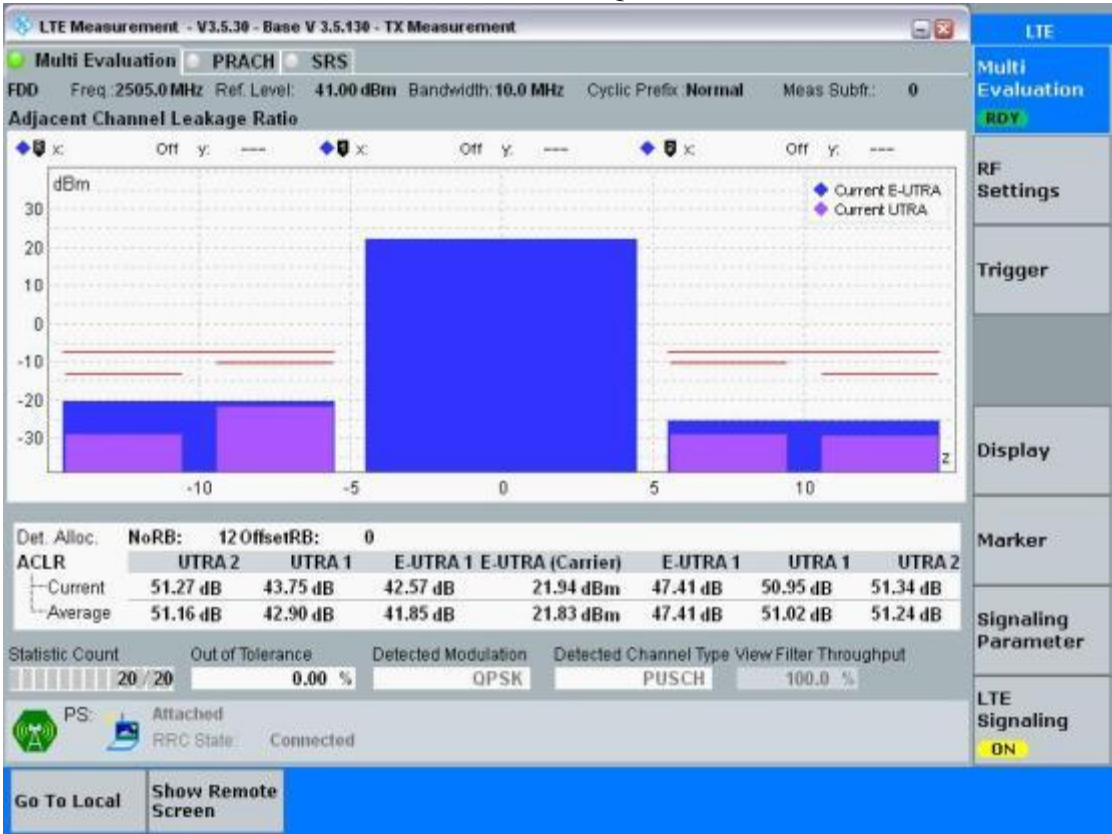 LTE Measurement - V3.5.30 - Base V 3.5.130 - TX Measurement
LTE
Multi Evaluation PRACH SRS
Multi
Evaluation
RDY
FDD Freq.:2505.0 MHz Ref. Level: 41.00 dBm Bandwidth: 10.0 MHz Cyclic Prefix :Normal Meas Subfr.: 0
Adjacent Channel Leakage Ratio
x: Off y: --- x: Off y: --- x: Off y: ---
dBm
Current E-UTRA
Current UTRA
30
20
10
0
-10
-20
-30
z
-10 -5 0 5 10
RF
Settings
Trigger
Display
Marker
Signaling
Parameter
LTE
Signaling
ON
Det. Alloc. NoRB: 12 OffsetRB: 0
ACLR UTRA 2 UTRA 1 E-UTRA 1 E-UTRA (Carrier) E-UTRA 1 UTRA 1 UTRA 2
Current 51.27 dB 43.75 dB 42.57 dB 21.94 dBm 47.41 dB 50.95 dB 51.34 dB
Average 51.16 dB 42.90 dB 41.85 dB 21.83 dBm 47.41 dB 51.02 dB 51.24 dB
Statistic Count Out of Tolerance Detected Modulation Detected Channel Type View Filter Throughput
20 / 20 0.00 % QPSK PUSCH 100.0 %
PS: Attached
RRC State: Connected
Go To Local
Show Remote
Screen